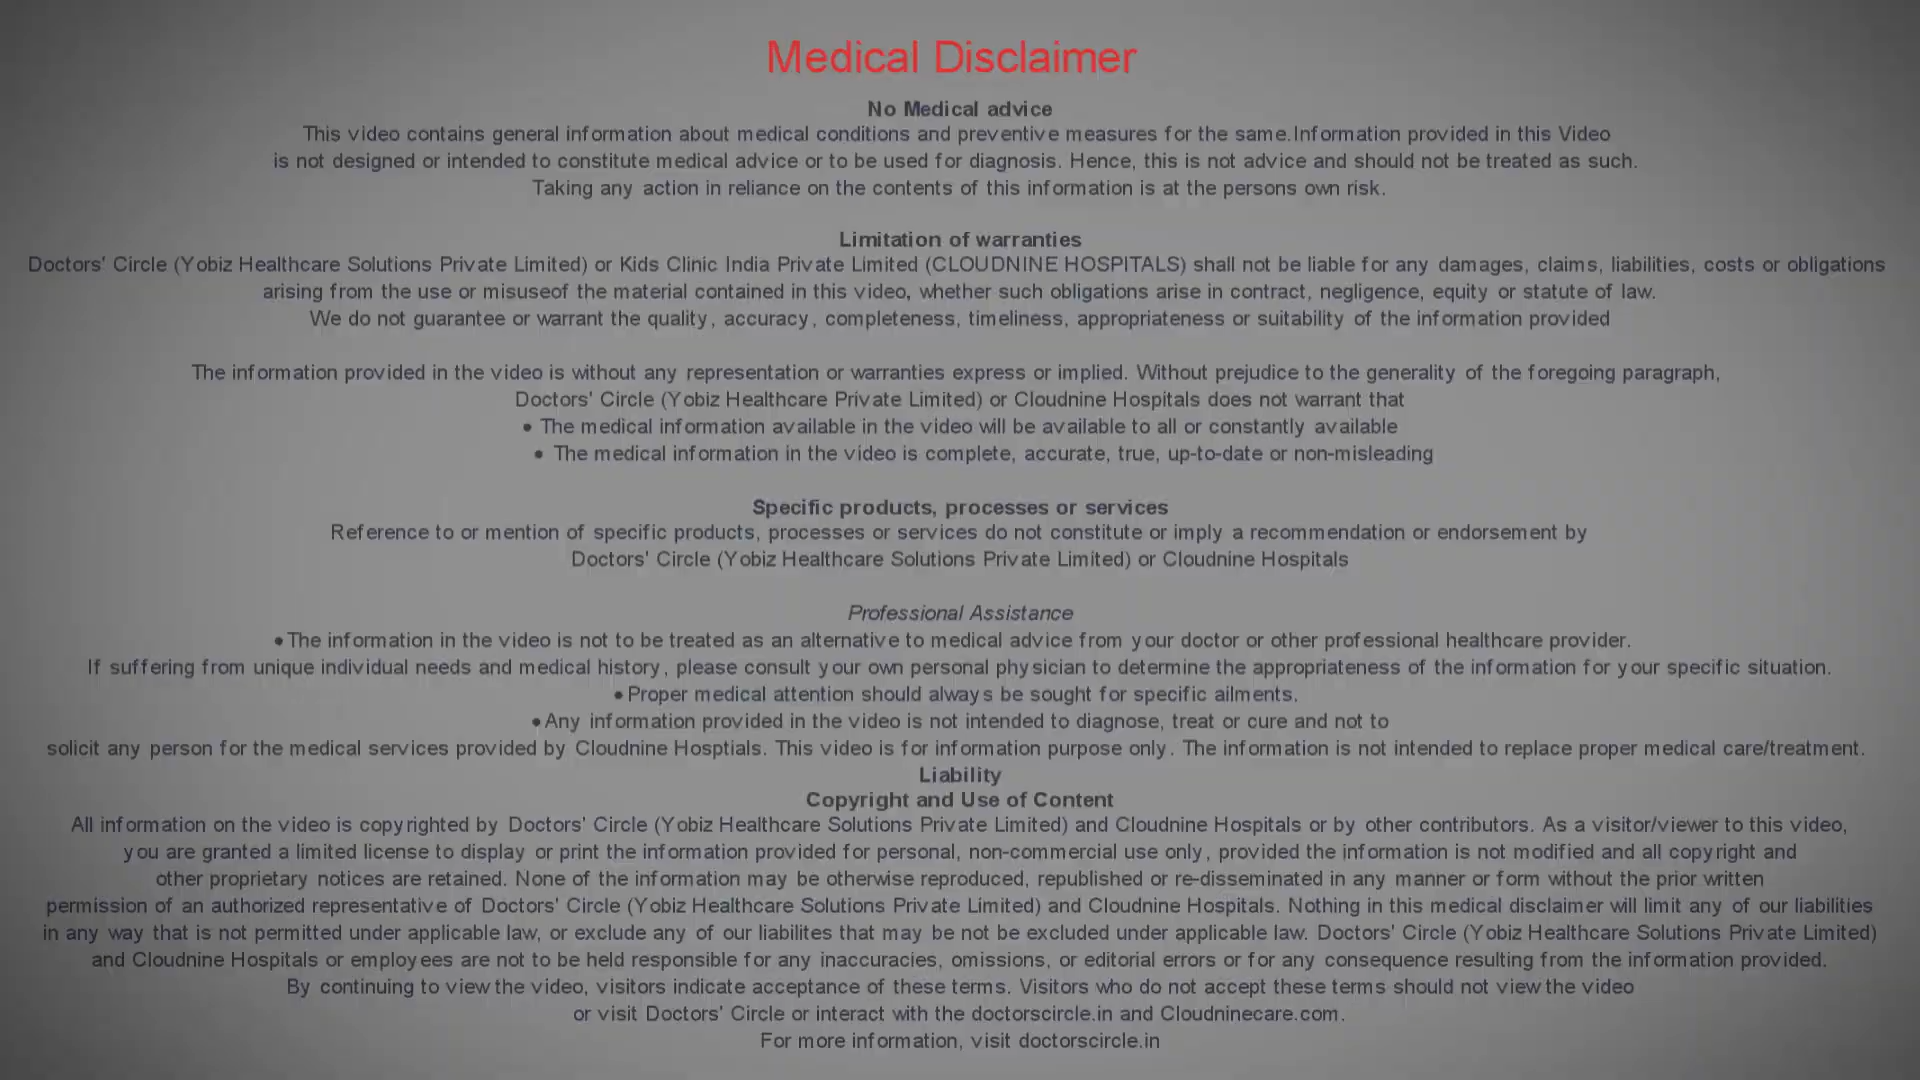 Medical Disclaimer
No Medical advice
This video contains general information about medical conditions and preventive measures for the same.Information provided in this Video
is not designed or intended to constitute medical advice or to be used for diagnosis. Hence, this is not advice and should not be treated as such.
Taking any action in reliance on the contents of this information is at the persons own risk.
Limitation of warranties
Doctors' Circle (Yobiz Healthcare Solutions Private Limited) or Kids Clinic India Private Limited (CLOUDNINE HOSPITALS) shall not be liable for any damages, claims, liabilities, costs or obligations
arising from the use or misuseof the material contained in this video, whether such obligations arise in contract, negligence, equity or statute of law.
We do not guarantee or warrant the quality, accuracy, completeness, timeliness, appropriateness or suitability of the information provided
The information provided in the video is without any representation or warranties express or implied. Without prejudice to the generality of the foregoing paragraph,
Doctors' Circle (Yobiz Healthcare Private Limited) or Cloudnine Hospitals does not warrant that
• The medical information available in the video will be available to all or constantly available
• The medical information in the video is complete, accurate, true, up-to-date or non-misleading
Specific products, processes or services
Reference to or mention of specific products, processes or services do not constitute or imply a recommendation or endorsement by
Doctors' Circle (Yobiz Healthcare Solutions Private Limited) or Cloudnine Hospitals
Professional Assistance
•The information in the video is not to be treated as an alternative to medical advice from your doctor or other professional healthcare provider.
If suffering from unique individual needs and medical history, please consult your own personal physician to determine the appropriateness of the information for your specific situation.
•Proper medical attention should always be sought for specific ailments.
•Any information provided in the video is not intended to diagnose, treat or cure and not to
solicit any person for the medical services provided by Cloudnine Hosptials. This video is for information purpose only. The information is not intended to replace proper medical care/treatment.
Liability
Copyright and Use of Content
All information on the video is copyrighted by Doctors' Circle (Yobiz Healthcare Solutions Private Limited) and Cloudnine Hospitals or by other contributors. As a visitor/viewer to this video,
you are granted a limited license to display or print the information provided for personal, non-commercial use only, provided the information is not modified and all copyright and
other proprietary notices are retained. None of the information may be otherwise reproduced, republished or re-disseminated in any manner or form without the prior written
permission of an authorized representative of Doctors' Circle (Yobiz Healthcare Solutions Private Limited) and Cloudnine Hospitals. Nothing in this medical disclaimer will limit any of our liabilities
in any way that is not permitted under applicable law, or exclude any of our liabilites that may be not be excluded under applicable law. Doctors' Circle (Yobiz Healthcare Solutions Private Limited)
and Cloudnine Hospitals or employees are not to be held responsible for any inaccuracies, omissions, or editorial errors or for any consequence resulting from the information provided.
By continuing to view the video, visitors indicate acceptance of these terms. Visitors who do not accept these terms should not view the video
or visit Doctors' Circle or interact with the doctorscircle.in and Cloudninecare.com.
For more information, visit doctorscircle.in